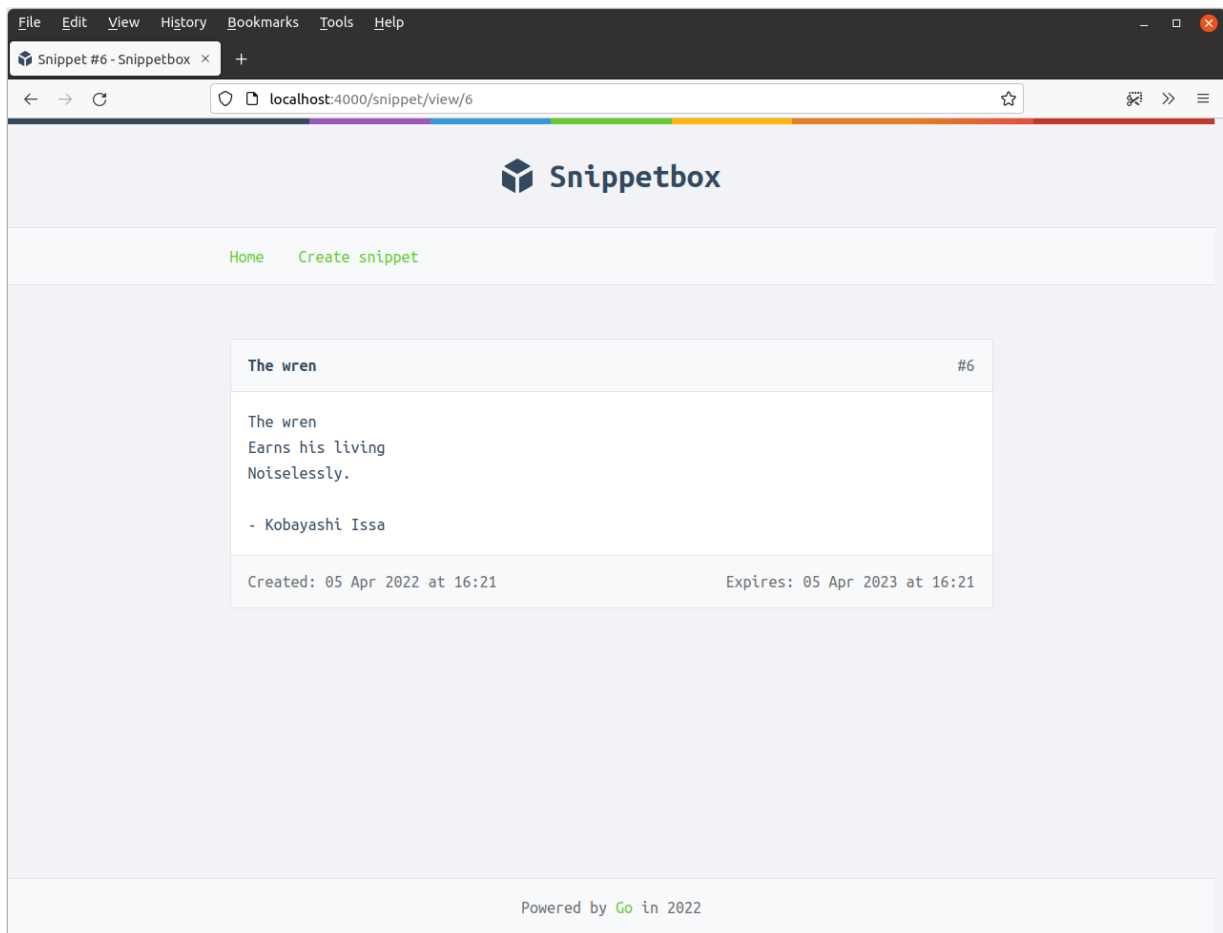 File Edit View History Bookmarks Tools Help
Snippet #6 - Snippetbox
localhost:4000/snippet/view/6
Snippetbox
Home Create snippet
The wren #6
The wren
Earns his living
Noiselessly.
- Kobayashi Issa
Created: 05 Apr 2022 at 16:21 Expires: 05 Apr 2023 at 16:21
Powered by Go in 2022